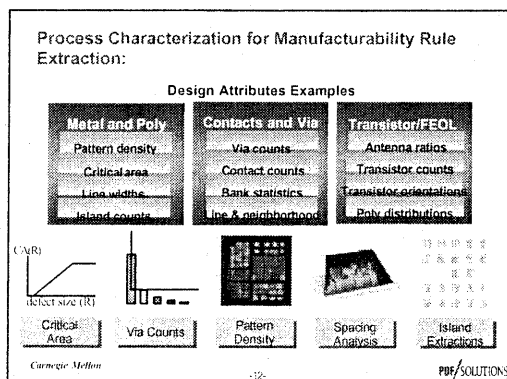 Process Characterization for Manufacturability Rule
Extraction:
Design Attributes Examples
Metal and Poly
Pattern density
Critical area
Line widths
Island counts
Contacts and Via
Via counts
Contact counts
Bank statistics
Line & neighborhood
Transistor/FEOL
Antenna ratios
Transistor counts
Transistor orientations
Poly distributions
CA(R)
defect size (R)
Critical
Area
Via Counts
Pattern
Density
Spacing
Analysis
Island
Extractions
Carnegie Mellon
-12-
PDF/SOLUTIONS